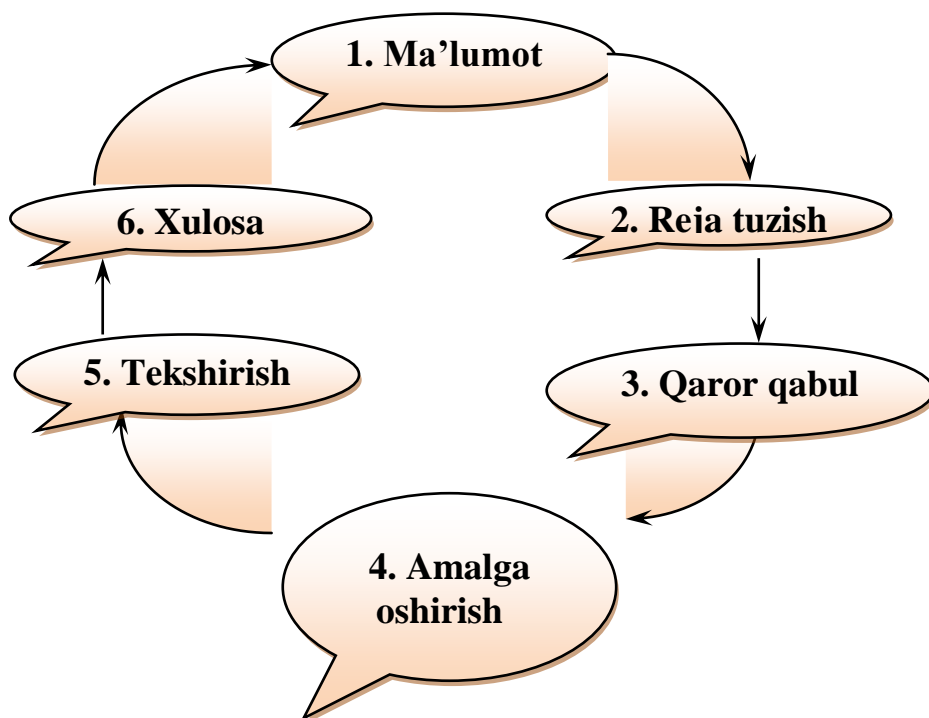 1. Ma’lumot
2. Reja tuzish
3. Qaror qabul
4. Amalga
oshirish
5. Tekshirish
6. Xulosa